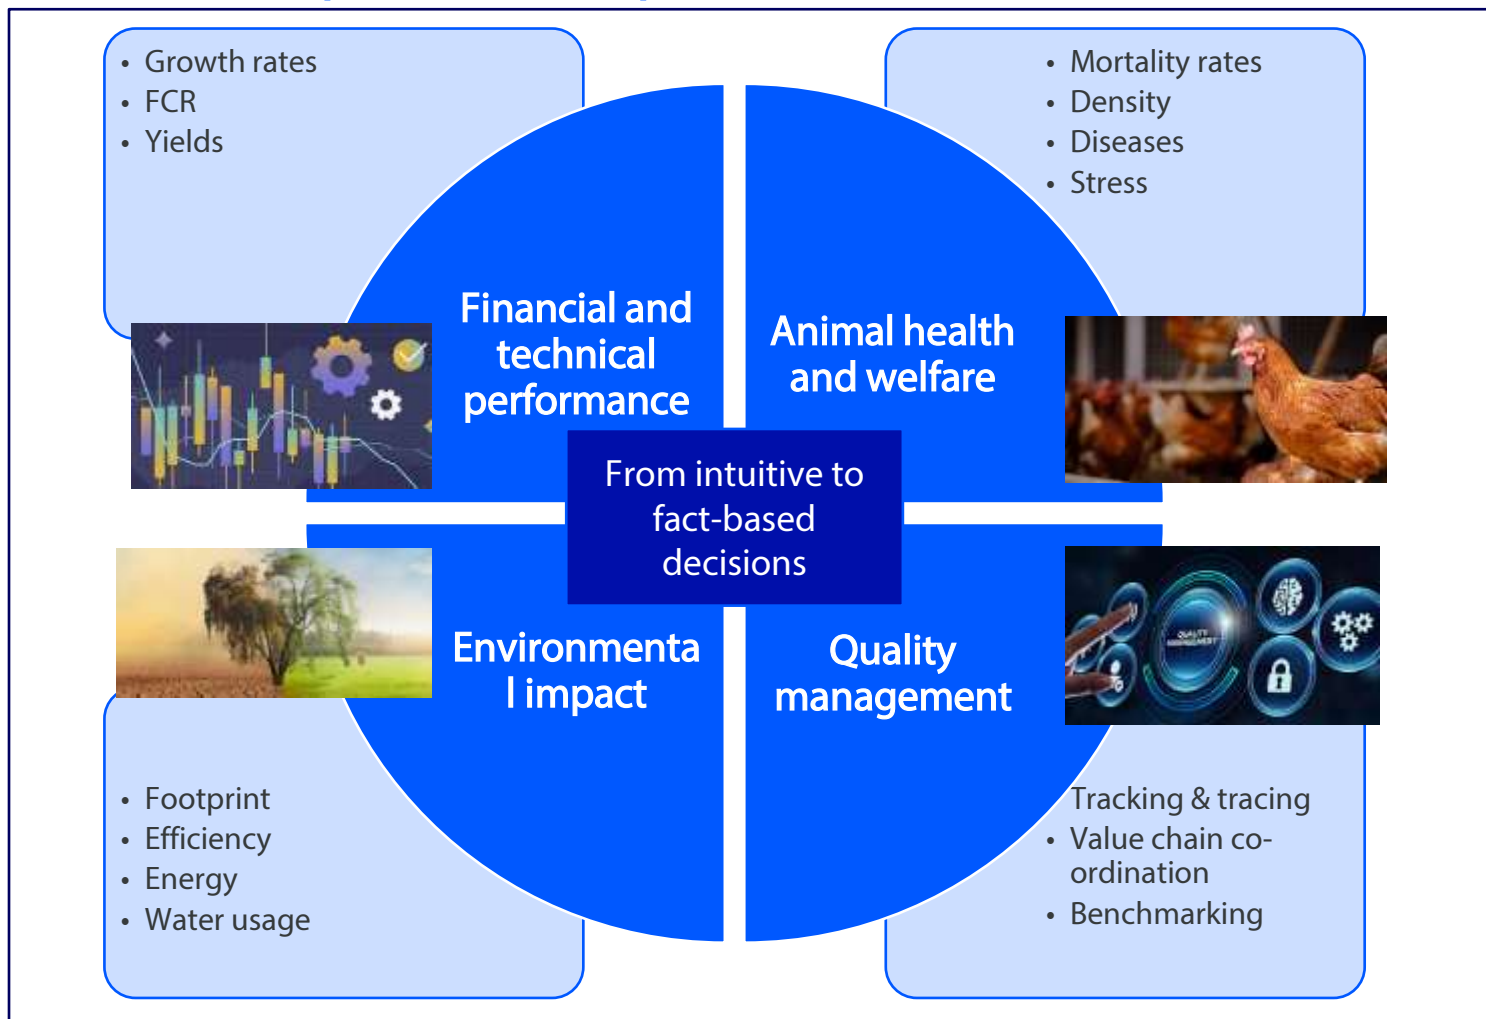 • Growth rates
• FCR
• Yields
• Mortality rates
• Density
• Diseases
• Stress
Financial and
technical
performance
Animal health
and welfare
From intuitive to
fact-based
decisions
Environmenta
l impact
Quality
management
QUALITY
MANAGEMENT
• Footprint
• Efficiency
• Energy
• Water usage
Tracking & tracing
• Value chain co-
ordination
• Benchmarking